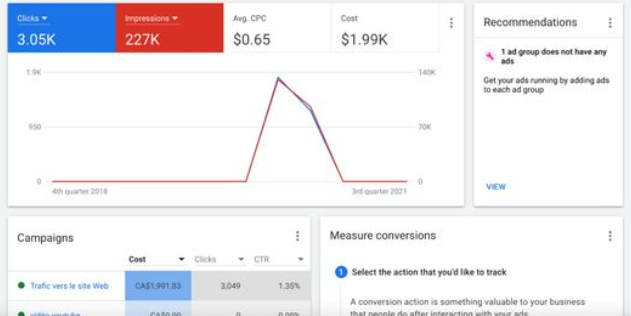 Clicks
Impressions
Avg. CPC
Cost
3.05K
227K
$0.65
$1.99K
1.9K
140K
950
70K
0
0
4th quarter 2018
3rd quarter 2021
Recommendations
1 ad group does not have any
ads
Get your ads running by adding ads
to each ad group
VIEW
Campaigns
Cost
Clicks
CTR
Trafic vers le site Web
CA$1,991.83
3,049
1.35%
vidéo youtube
CA$0.00
0
0.00%
Measure conversions
1 Select the action that you'd like to track
A conversion action is something valuable to your business
that people do after interacting with your ads